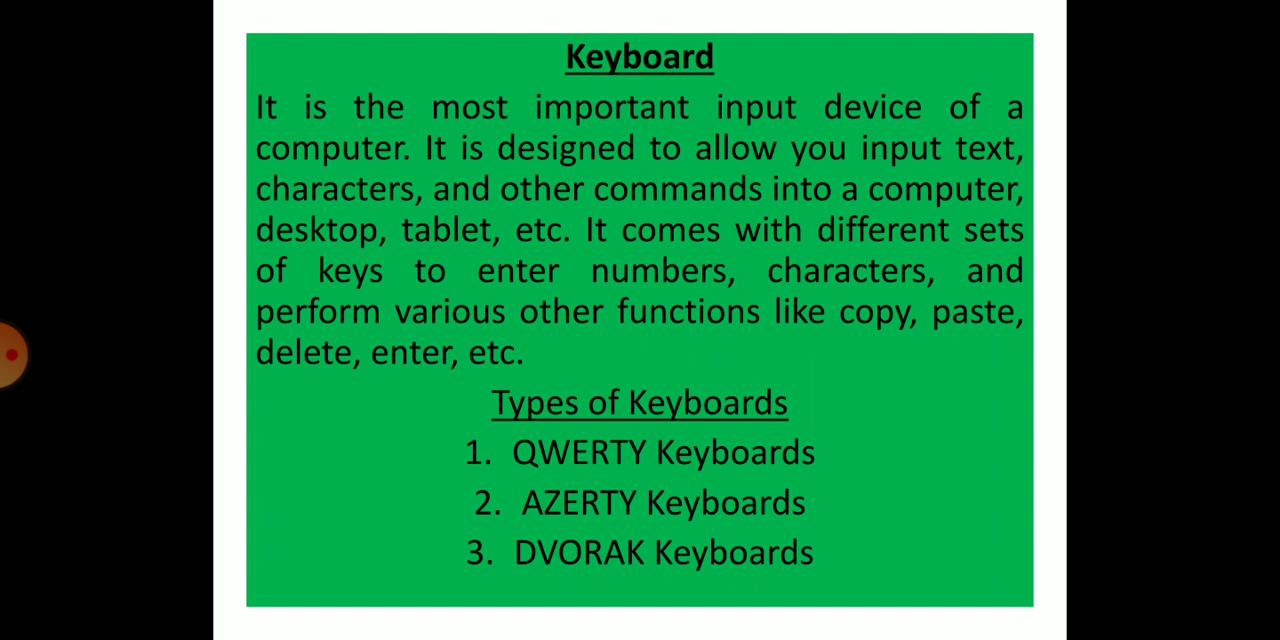 Keyboard
It is the most important input device of a
computer. It is designed to allow you input text,
characters, and other commands into a computer,
desktop, tablet, etc. It comes with different sets
of keys to enter numbers, characters, and
perform various other functions like copy, paste,
delete, enter, etc.
Types of Keyboards
1. QWERTY Keyboards
2. AZERTY Keyboards
3. DVORAK Keyboards